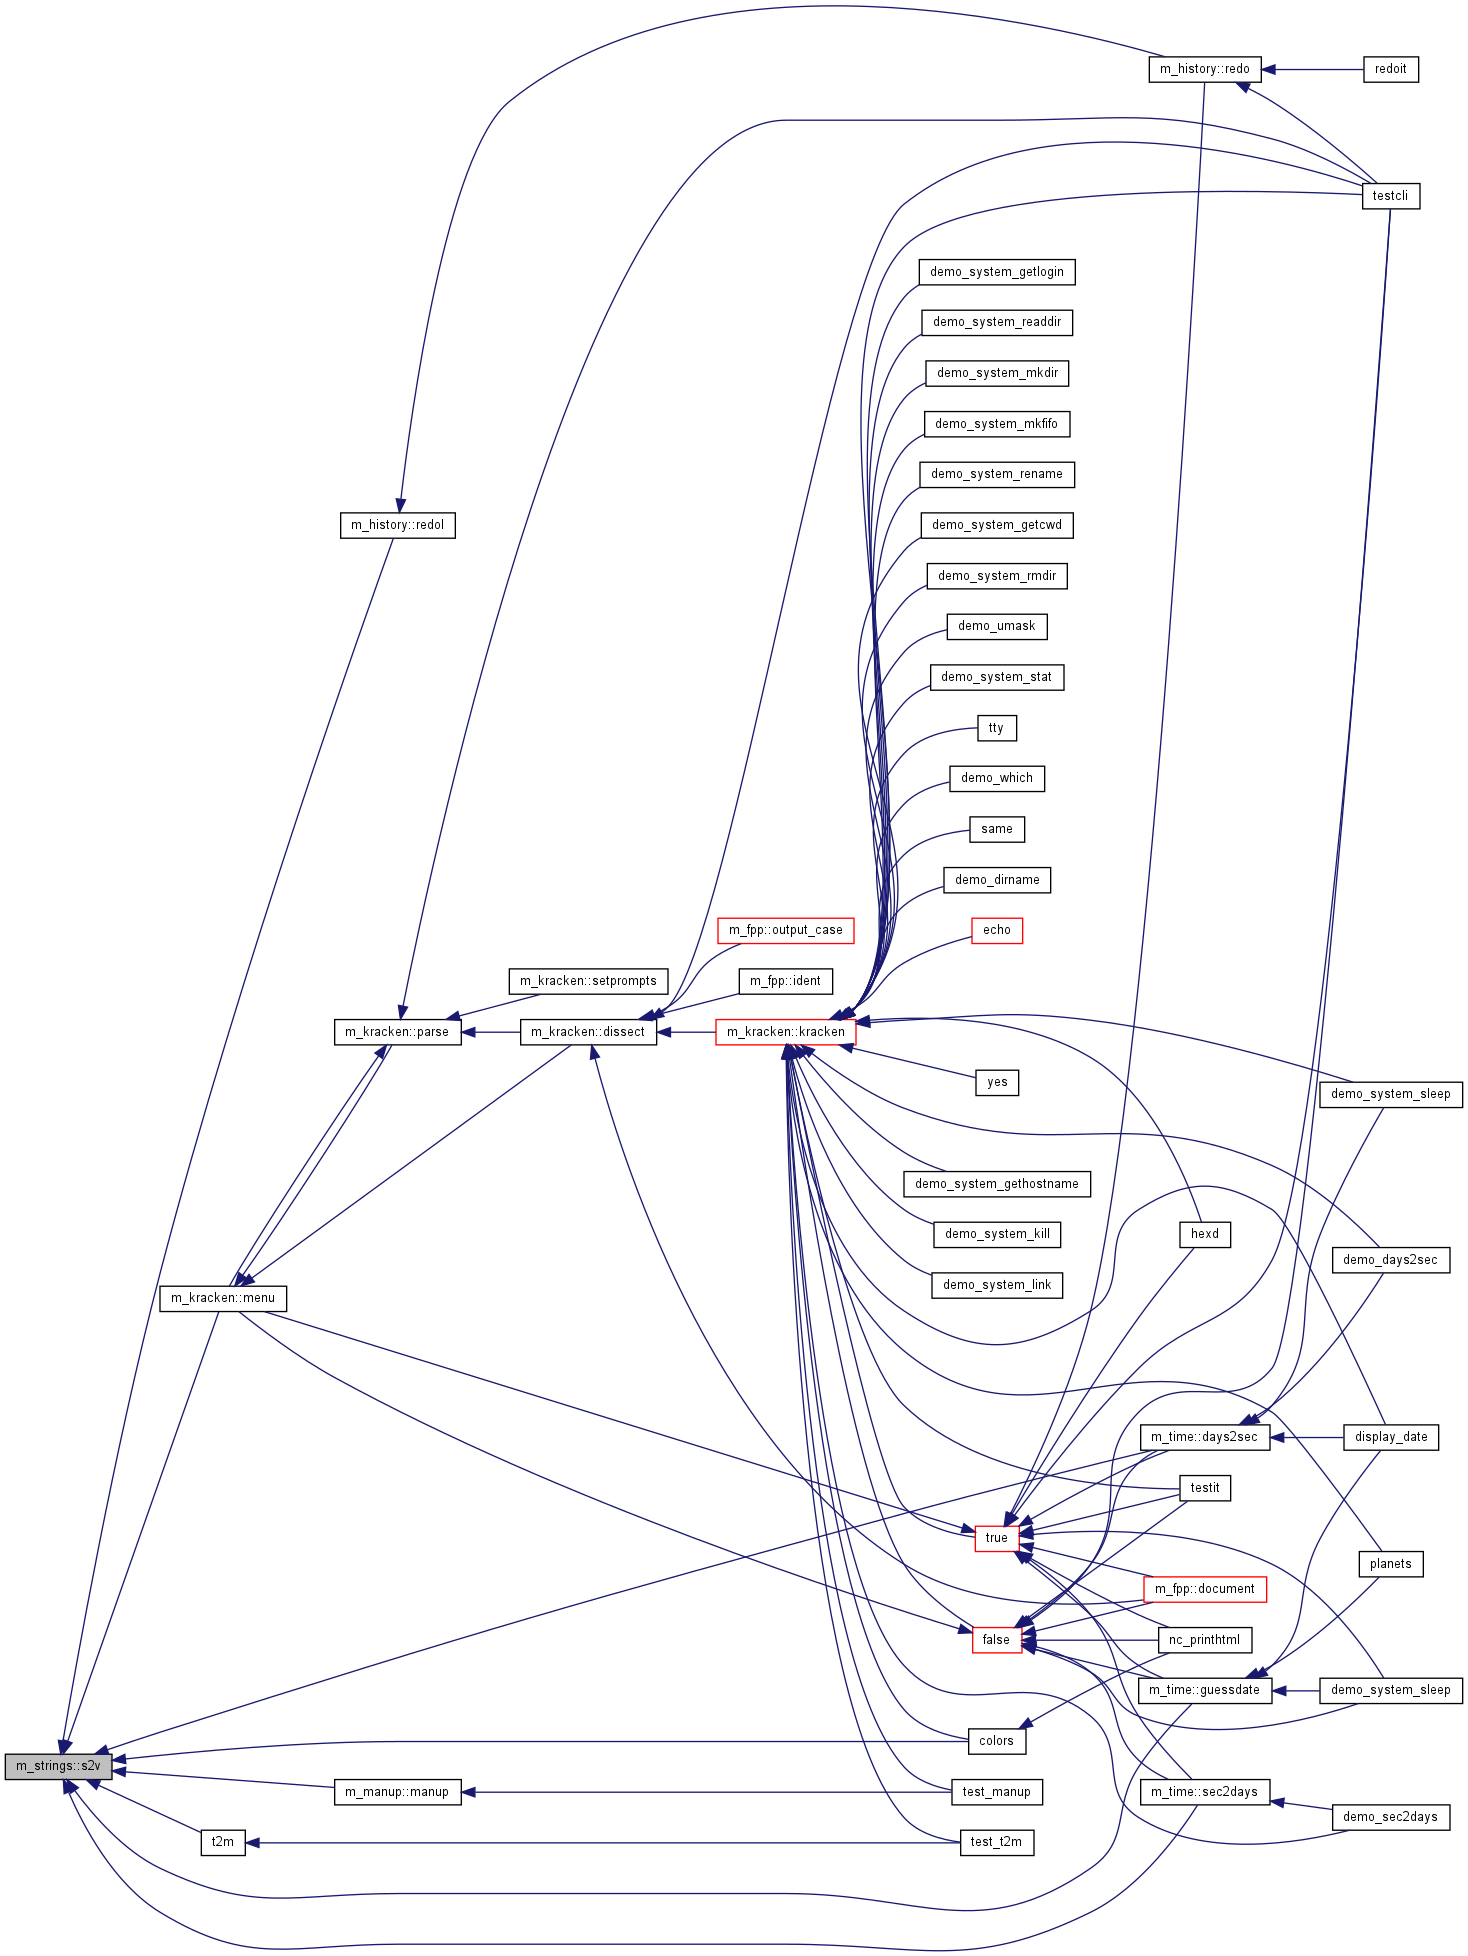 m_history::redo
redoit
testcli
demo_system_getlogin
demo_system_readdir
demo_system_mkdir
demo_system_mkfifo
demo_system_rename
m_history::redol
demo_system_getcwd
demo_system_rmdir
demo_umask
demo_system_stat
tty
demo_which
same
demo_dirname
m_fpp::output_case
echo
m_kracken::setprompts
m_fpp::ident
m_kracken::parse
m_kracken::dissect
m_kracken::kracken
yes
demo_system_sleep
demo_system_gethostname
demo_system_kill
hexd
demo_days2sec
demo_system_link
m_kracken::menu
m_time::days2sec
display_date
testit
true
planets
m_fpp::document
false
nc_printhtml
m_time::guessdate
demo_system_sleep
colors
m_strings::s2v
m_manup::manup
test_manup
m_time::sec2days
demo_sec2days
t2m
test_t2m